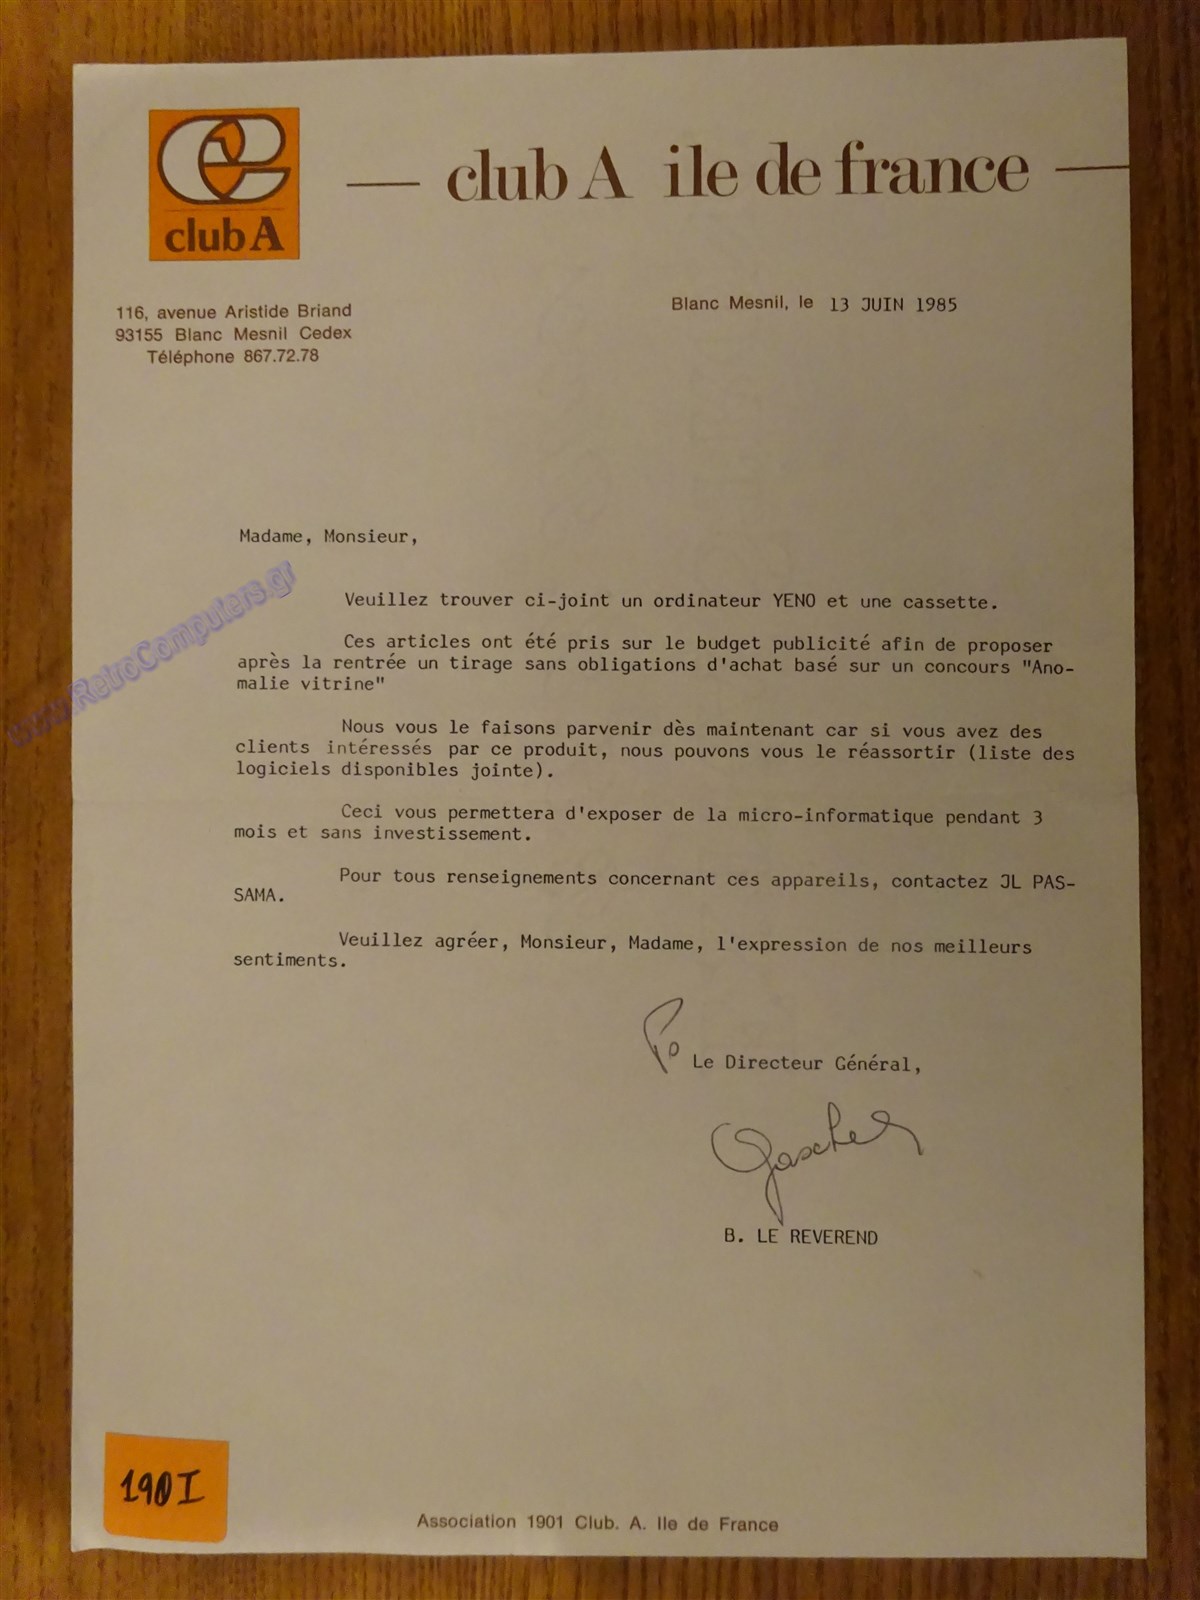 club A
club A ile de france
116, avenue Aristide Briand
93155 Blanc Mesnil Cedex
Téléphone 867.72.78
Blanc Mesnil, le 13 JUIN 1985
Madame, Monsieur,
www.RetroComputers.gr
Veuillez trouver ci-joint un ordinateur YENO et une cassette.
Ces articles ont été pris sur le budget publicité afin de proposer
après la rentrée un tirage sans obligations d'achat basé sur un concours "Ano-
malie vitrine"
Nous vous le faisons parvenir dès maintenant car si vous avez des
clients intéressés par ce produit, nous pouvons vous le réassortir (liste des
logiciels disponibles jointe).
Ceci vous permettera d'exposer de la micro-informatique pendant 3
mois et sans investissement.
Pour tous renseignements concernant ces appareils, contactez JL PAS-
SAMA.
Veuillez agréer, Monsieur, Madame, l'expression de nos meilleurs
sentiments.
Po Le Directeur Général,
B. LE REVEREND
190I
Association 1901 Club. A. Ile de France